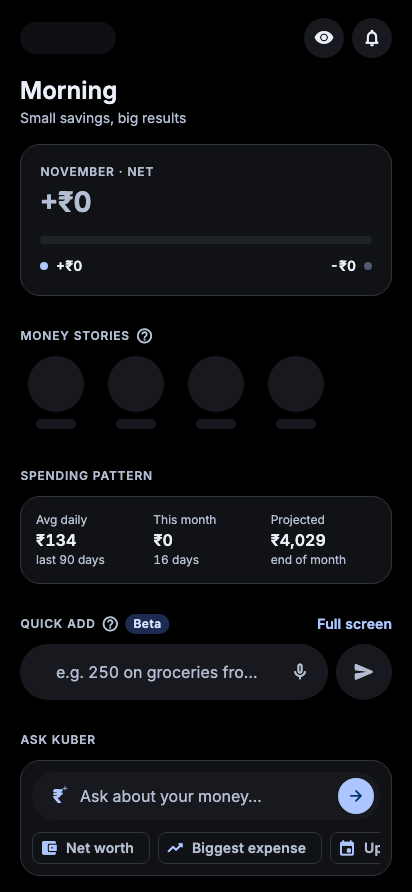 Morning
Small savings, big results
NOVEMBER · NET
+₹0
+₹0
-₹0
MONEY STORIES
SPENDING PATTERN
Avg daily This month Projected
₹134 ₹0 ₹4,029
last 90 days 16 days end of month
QUICK ADD Beta Full screen
e.g. 250 on groceries fro...
ASK KUBER
₹ Ask about your money...
Net worth Biggest expense Up